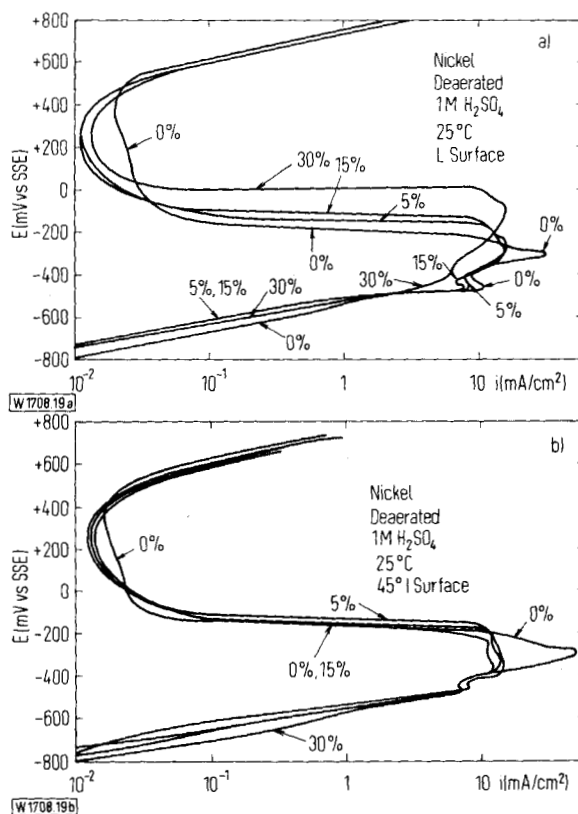 +800
+600
+400
+200
0
-200
-400
-600
-800
E(mV vs SSE)
a)
Nickel
Deaerated
1M H₂SO₄
25°C
L Surface
0%
30%
15%
5%
0%
0%
15%
30%
0%
5%
5%, 15%
30%
0%
10⁻²
10⁻¹
1
10
i(mA/cm²)
W1708.19a
+800
+600
+400
+200
0
-200
-400
-600
-800
E (mV vs SSE)
b)
Nickel
Deaerated
1M H₂SO₄
25°C
45° I Surface
0%
5%
0%
0%, 15%
30%
10⁻²
10⁻¹
1
10
i(mA/cm²)
W1708.19b